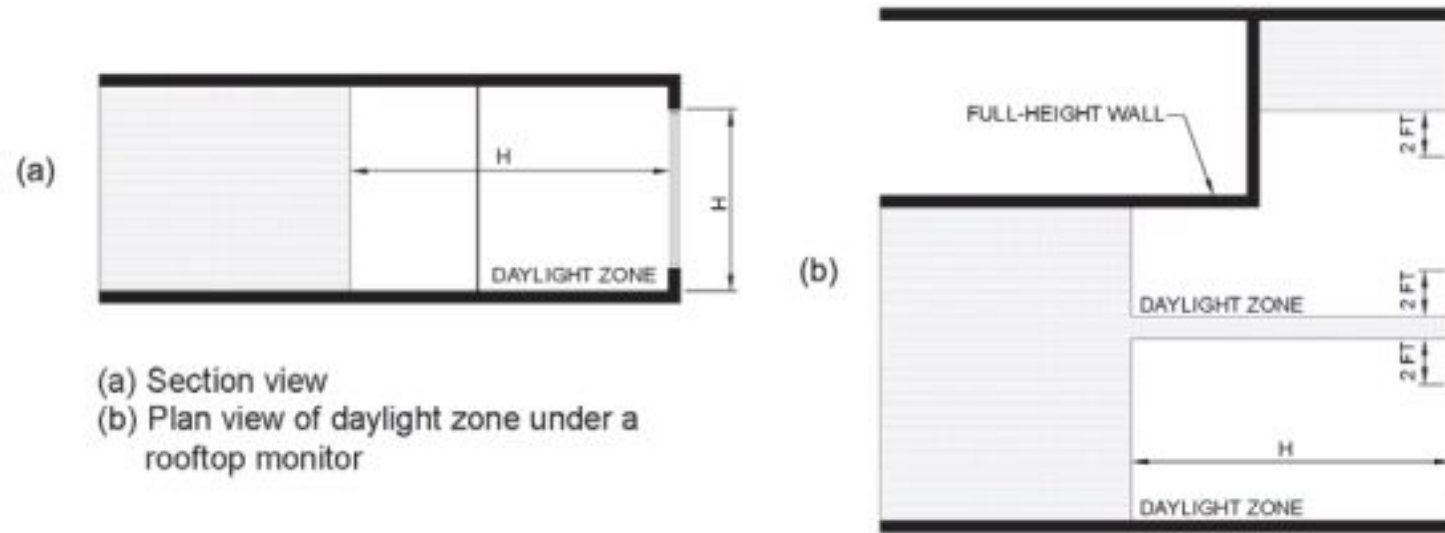 (a)
H
H
DAYLIGHT ZONE
(a) Section view
(b) Plan view of daylight zone under a
rooftop monitor
(b)
FULL-HEIGHT WALL
2 FT
2 FT
DAYLIGHT ZONE
2 FT
H
DAYLIGHT ZONE